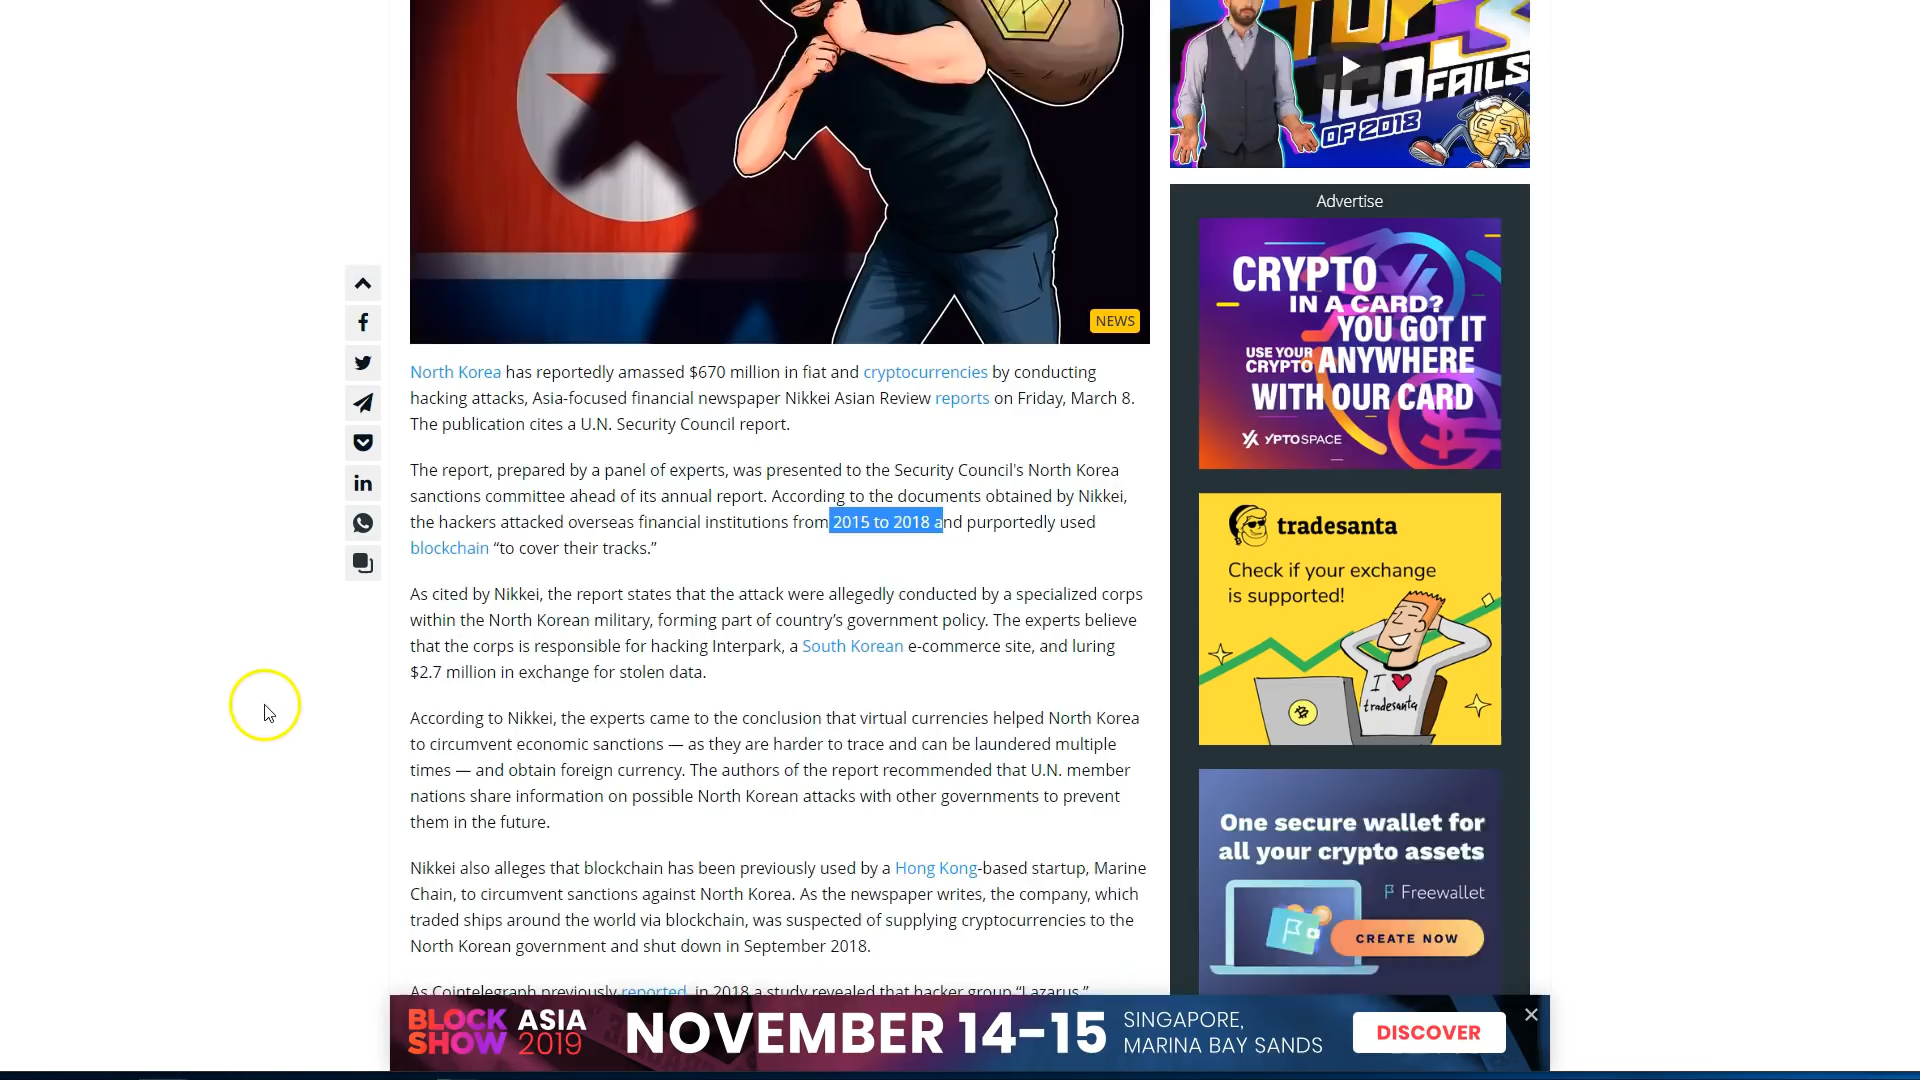 TOP 5
ICO FAILS
OF 2018
NEWS
North Korea has reportedly amassed $670 million in fiat and cryptocurrencies by conducting
hacking attacks, Asia-focused financial newspaper Nikkei Asian Review reports on Friday, March 8.
The publication cites a U.N. Security Council report.
The report, prepared by a panel of experts, was presented to the Security Council's North Korea
sanctions committee ahead of its annual report. According to the documents obtained by Nikkei,
the hackers attacked overseas financial institutions from 2015 to 2018 and purportedly used
blockchain “to cover their tracks.”
As cited by Nikkei, the report states that the attack were allegedly conducted by a specialized corps
within the North Korean military, forming part of country’s government policy. The experts believe
that the corps is responsible for hacking Interpark, a South Korean e-commerce site, and luring
$2.7 million in exchange for stolen data.
According to Nikkei, the experts came to the conclusion that virtual currencies helped North Korea
to circumvent economic sanctions — as they are harder to trace and can be laundered multiple
times — and obtain foreign currency. The authors of the report recommended that U.N. member
nations share information on possible North Korean attacks with other governments to prevent
them in the future.
Nikkei also alleges that blockchain has been previously used by a Hong Kong-based startup, Marine
Chain, to circumvent sanctions against North Korea. As the newspaper writes, the company, which
traded ships around the world via blockchain, was suspected of supplying cryptocurrencies to the
North Korean government and shut down in September 2018.
As Cointelegraph previously reported, in 2018 a study revealed that hacker group “Lazarus,”
Advertise
CRYPTO
IN A CARD?
YOU GOT IT
USE YOUR
CRYPTO ANYWHERE
WITH OUR CARD
YPTOSPACE
tradesanta
Check if your exchange
is supported!
I ♥
tradesanta
One secure wallet for
all your crypto assets
Freewallet
CREATE NOW
BLOCK
SHOW
ASIA
2019
NOVEMBER 14-15
SINGAPORE,
MARINA BAY SANDS
DISCOVER